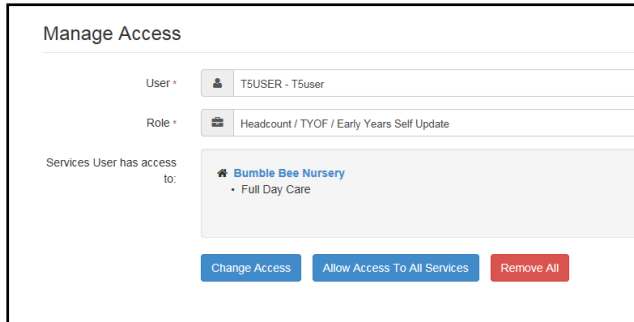 Manage Access
User *
T5USER - T5user
Role *
Headcount / TYOF / Early Years Self Update
Services User has access
to:
Bumble Bee Nursery
• Full Day Care
Change Access
Allow Access To All Services
Remove All